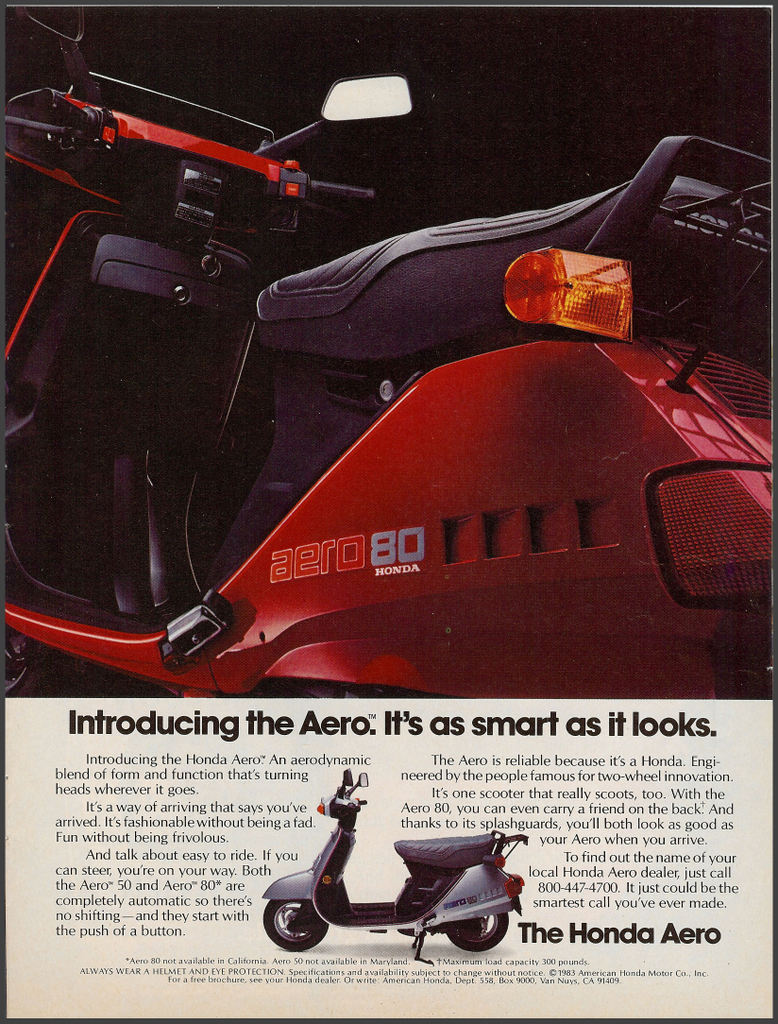 aero 80
HONDA
Introducing the Aero.™ It's as smart as it looks.
Introducing the Honda Aero.™ An aerodynamic
blend of form and function that's turning
heads wherever it goes.
It's a way of arriving that says you've
arrived. It's fashionable without being a fad.
Fun without being frivolous.
And talk about easy to ride. If you
can steer, you're on your way. Both
the Aero™ 50 and Aero™ 80* are
completely automatic so there's
no shifting—and they start with
the push of a button.
The Aero is reliable because it's a Honda. Engi-
neered by the people famous for two-wheel innovation.
It's one scooter that really scoots, too. With the
Aero 80, you can even carry a friend on the back.† And
thanks to its splashguards, you'll both look as good as
your Aero when you arrive.
To find out the name of your
local Honda Aero dealer, just call
800-447-4700. It just could be the
smartest call you've ever made.
The Honda Aero
*Aero 80 not available in California. Aero 50 not available in Maryland. †Maximum load capacity 300 pounds.
ALWAYS WEAR A HELMET AND EYE PROTECTION. Specifications and availability subject to change without notice. ©1983 American Honda Motor Co., Inc.
For a free brochure, see your Honda dealer. Or write: American Honda, Dept. 558, Box 9000, Van Nuys, CA 91409.